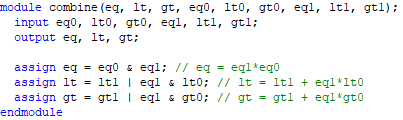 module combine(eq, lt, gt, eq0, lt0, gt0, eq1, lt1, gt1);
input eq0, lt0, gt0, eq1, lt1, gt1;
output eq, lt, gt;
assign eq = eq0 & eq1; // eq = eq1*eq0
assign lt = lt1 | eq1 & lt0; // lt = lt1 + eq1*lt0
assign gt = gt1 | eq1 & gt0; // gt = gt1 + eq1*gt0
endmodule